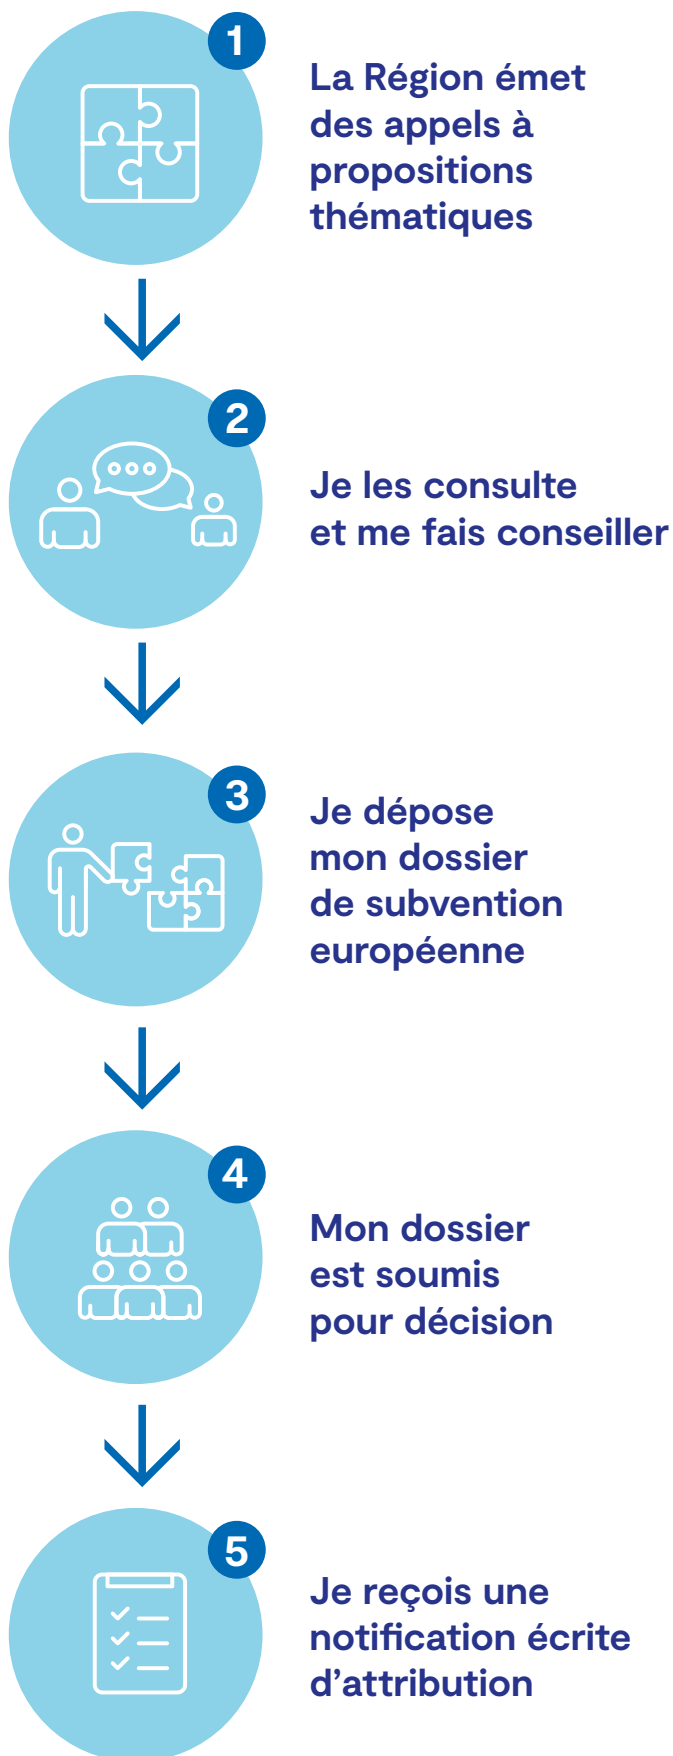 1
La Région émet
des appels à
propositions
thématiques
2
Je les consulte
et me fais conseiller
3
Je dépose
mon dossier
de subvention
européenne
4
Mon dossier
est soumis
pour décision
5
Je reçois une
notification écrite
d’attribution